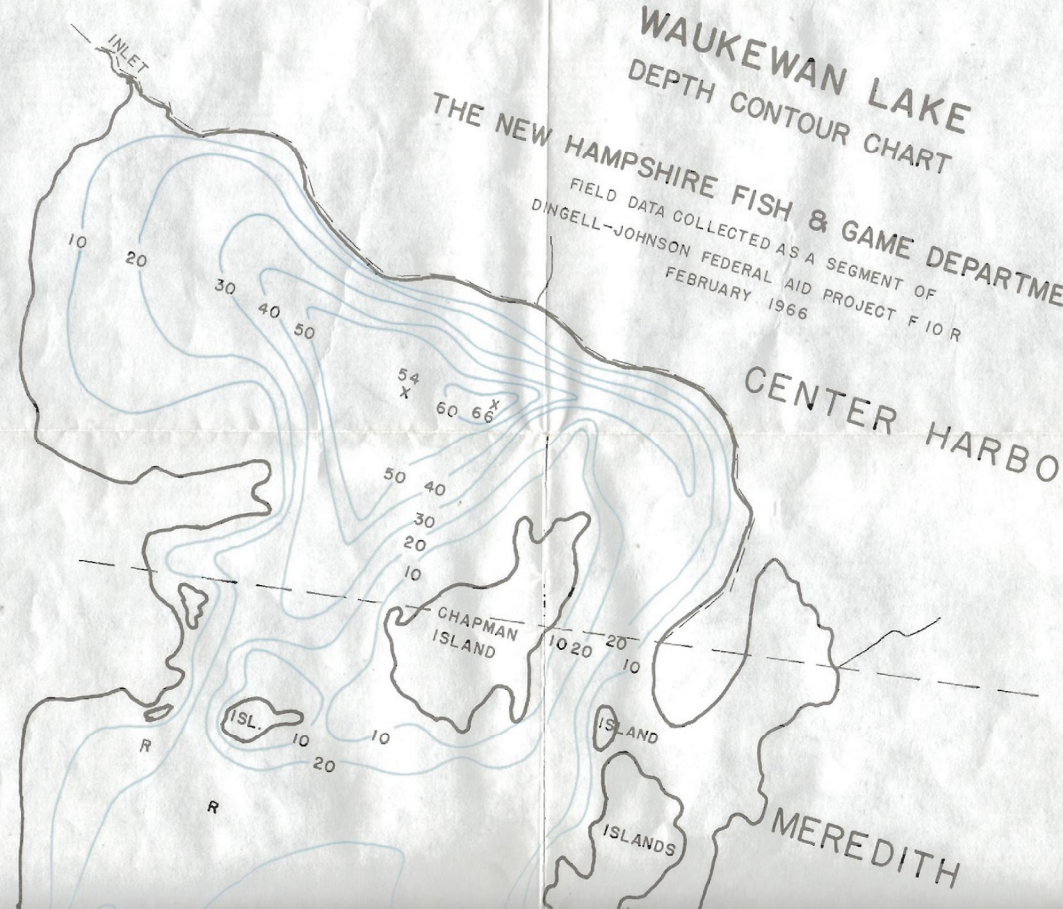 INLET
WAUKEWAN LAKE
DEPTH CONTOUR CHART
THE NEW HAMPSHIRE FISH & GAME DEPARTME
FIELD DATA COLLECTED AS A SEGMENT OF
DINGELL-JOHNSON FEDERAL AID PROJECT F 10 R
FEBRUARY 1966
CENTER HARBO
10
20
30
40
50
54
X
60 66
X
50 40
30
20
10
CHAPMAN
ISLAND
10 20
20
10
ISL.
10
20
10
ISLAND
R
R
ISLANDS
MEREDITH